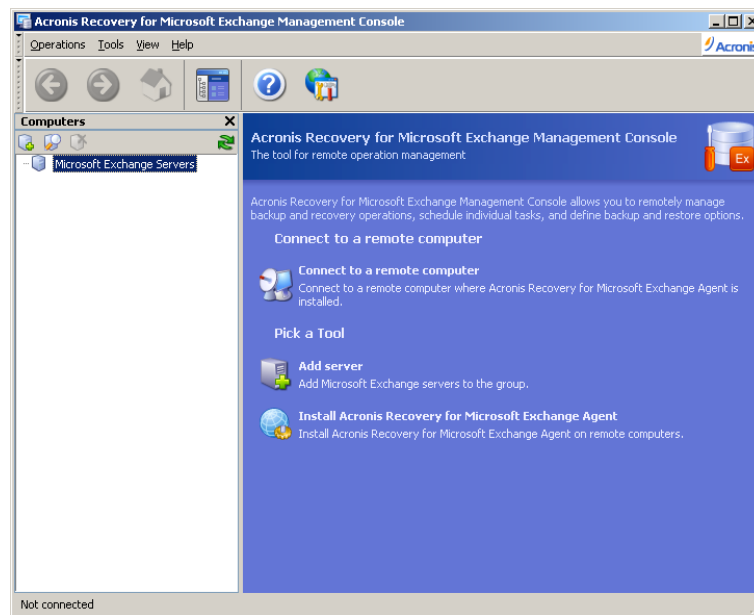 Acronis Recovery for Microsoft Exchange Management Console
Operations Tools View Help
Acronis
Computers
Microsoft Exchange Servers
Acronis Recovery for Microsoft Exchange Management Console
The tool for remote operation management
Ex
Acronis Recovery for Microsoft Exchange Management Console allows you to remotely manage
backup and recovery operations, schedule individual tasks, and define backup and restore options.
Connect to a remote computer
Connect to a remote computer
Connect to a remote computer where Acronis Recovery for Microsoft Exchange Agent is
installed.
Pick a Tool
Add server
Add Microsoft Exchange servers to the group.
Install Acronis Recovery for Microsoft Exchange Agent
Install Acronis Recovery for Microsoft Exchange Agent on remote computers.
Not connected